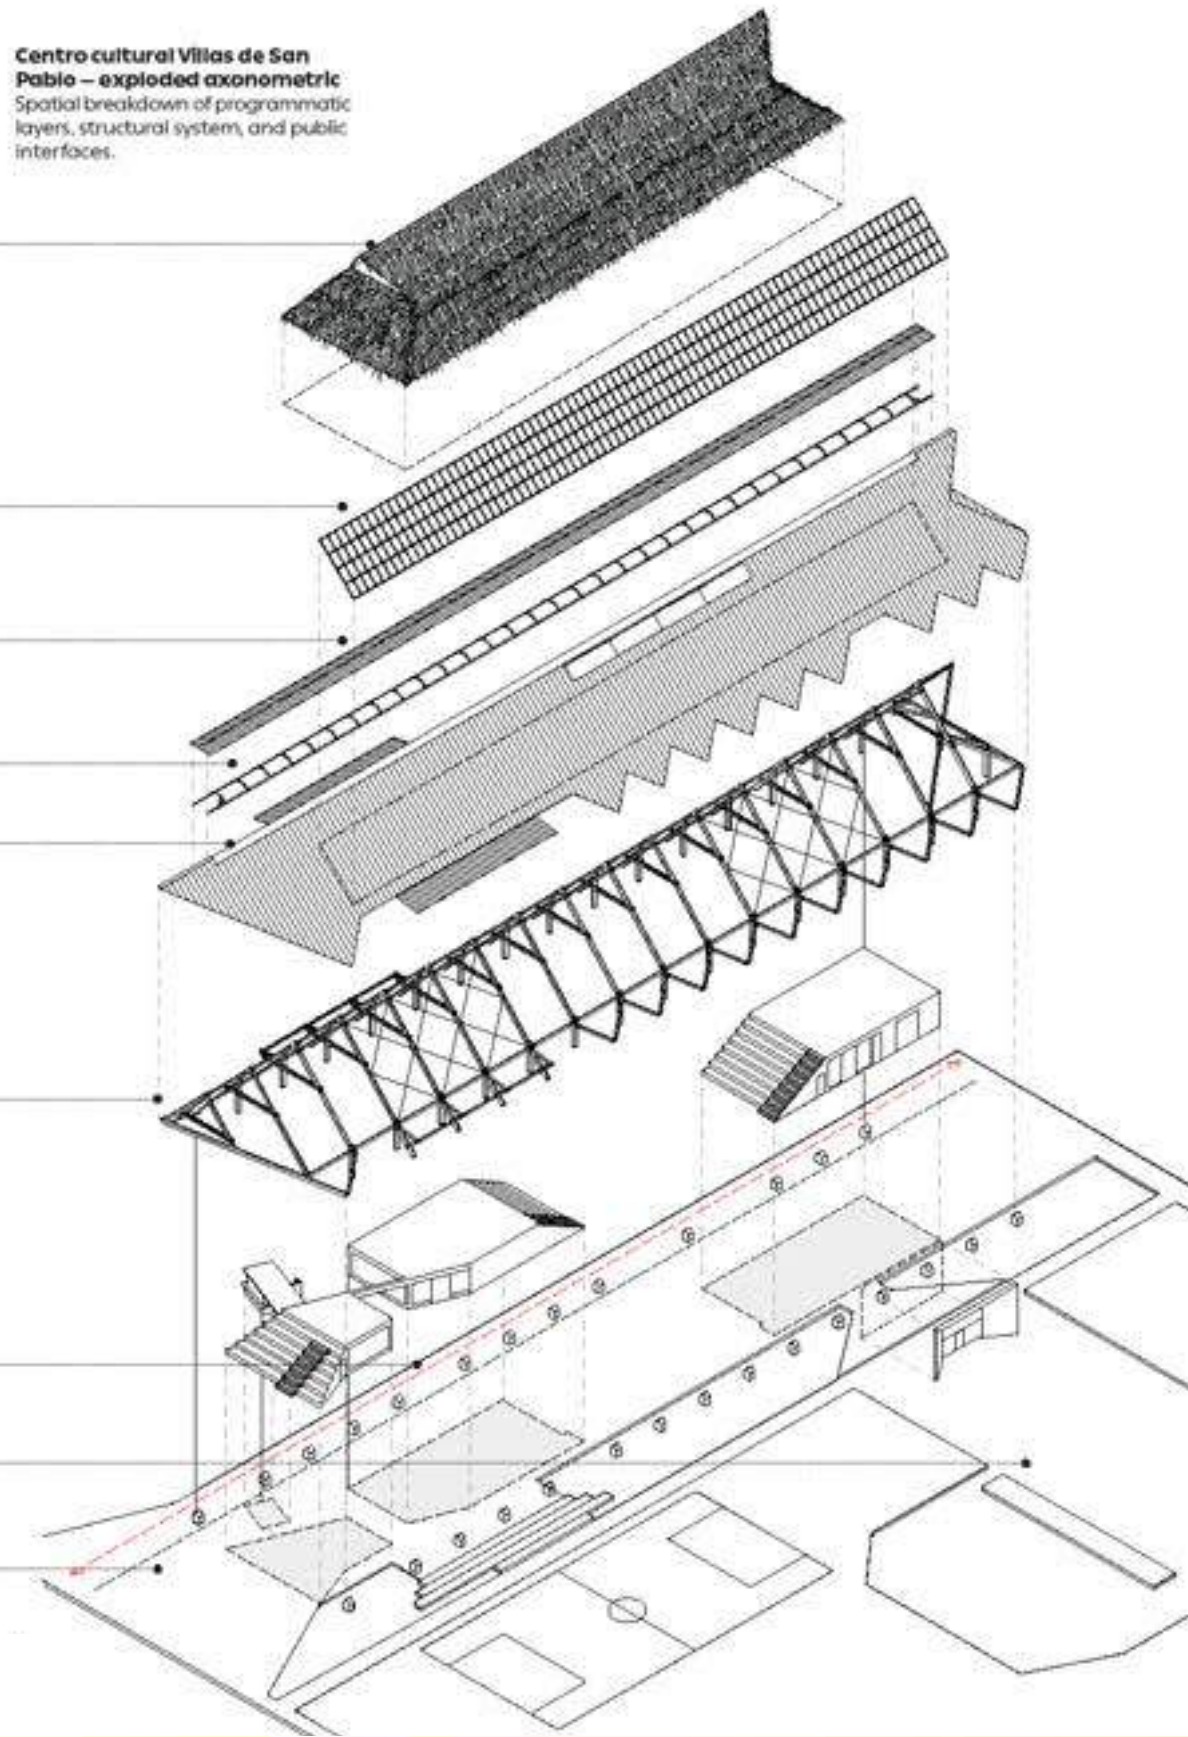 Centro cultural Villas de San
Pablo – exploded axonometric
Spatial breakdown of programmatic
layers, structural system, and public
interfaces.